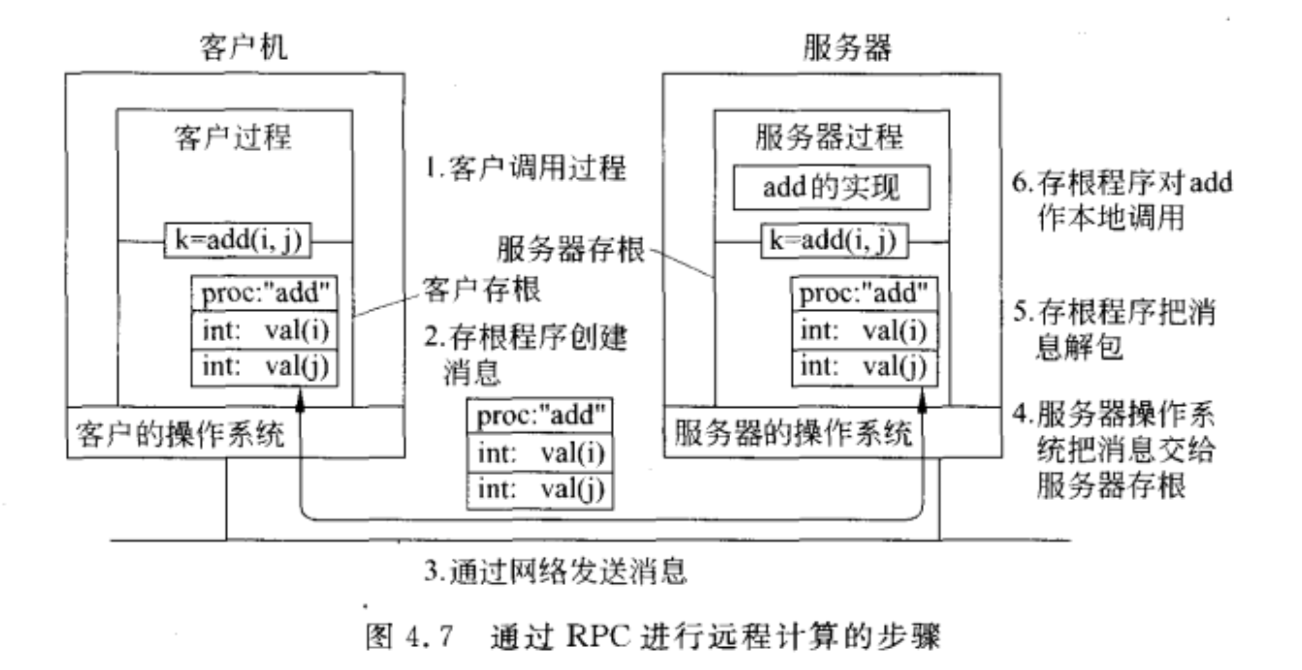 客户机
客户过程
k=add(i, j)
proc:"add"
int: val(i)
int: val(j)
客户的操作系统
1.客户调用过程
服务器存根
客户存根
2.存根程序创建
消息
proc:"add"
int: val(i)
int: val(j)
3.通过网络发送消息
服务器
服务器过程
add的实现
k=add(i, j)
proc:"add"
int: val(i)
int: val(j)
服务器的操作系统
6.存根程序对add
作本地调用
5.存根程序把消
息解包
4.服务器操作系
统把消息交给
服务器存根
图 4.7 通过 RPC 进行远程计算的步骤